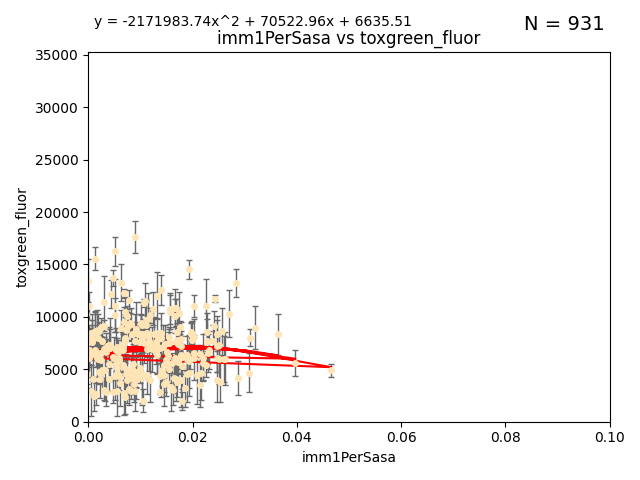 y = -2171983.74x^2 + 70522.96x + 6635.51
N = 931
imm1PerSasa vs toxgreen_fluor
35000
30000
25000
20000
15000
10000
5000
0
toxgreen_fluor
0.00 0.02 0.04 0.06 0.08 0.10
imm1PerSasa